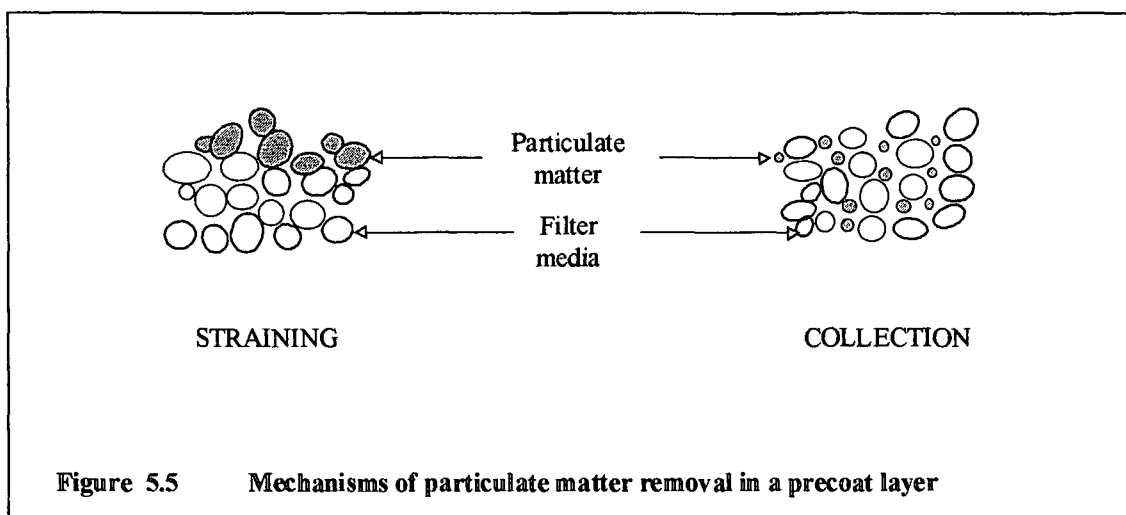 Particulate
matter
Filter
media
STRAINING
COLLECTION
Figure 5.5 Mechanisms of particulate matter removal in a precoat layer